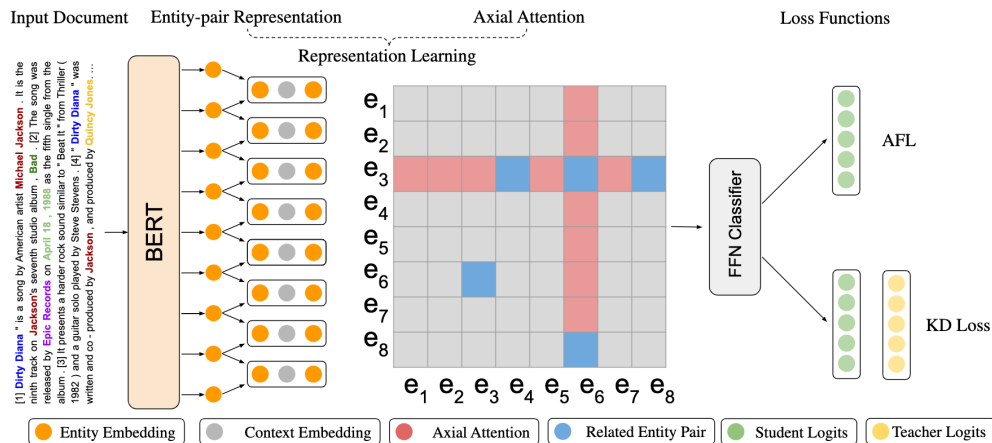 Input Document
Entity-pair Representation
Axial Attention
Loss Functions
Representation Learning
[1] Dirty Diana " is a song by American artist Michael Jackson . It is the
ninth track on Jackson's seventh studio album , Bad . [2] The song was
released by Epic Records on April 18 , 1988 as the fifth single from the
album . [3] It presents a harder rock sound similar to " Beat It " from Thriller (
1982 ) and a guitar solo played by Steve Stevens . [4] " Dirty Diana " was
written and co - produced by Jackson , and produced by Quincy Jones. ...
BERT
e1
e2
e3
e4
e5
e6
e7
e8
e1 e2 e3 e4 e5 e6 e7 e8
FFN Classifier
AFL
KD Loss
Entity Embedding
Context Embedding
Axial Attention
Related Entity Pair
Student Logits
Teacher Logits